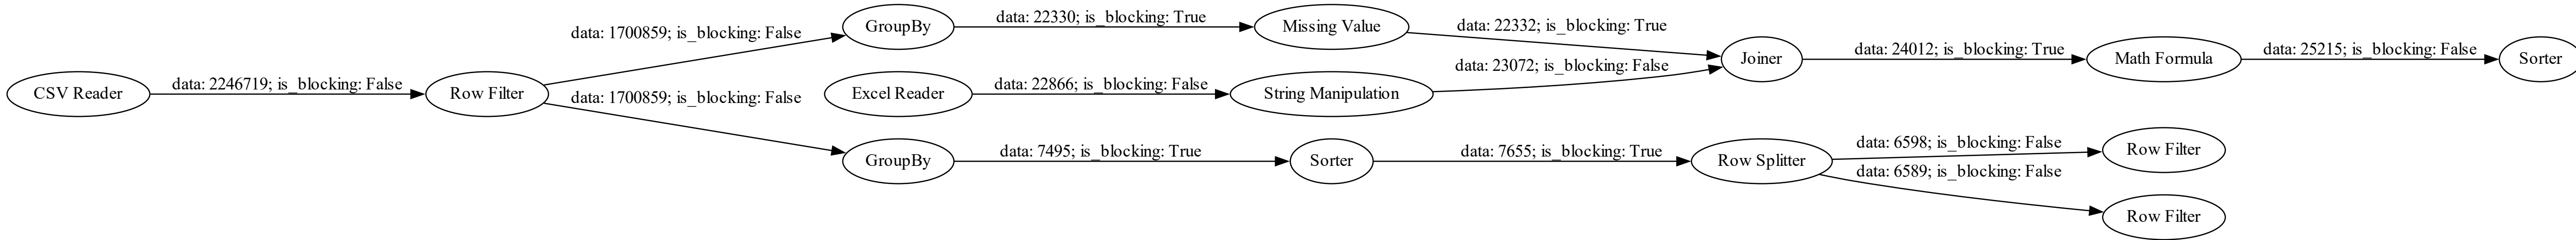 CSV Reader
data: 2246719; is_blocking: False
Row Filter
data: 1700859; is_blocking: False
GroupBy
data: 22330; is_blocking: True
Missing Value
data: 22332; is_blocking: True
Excel Reader
data: 22866; is_blocking: False
String Manipulation
data: 23072; is_blocking: False
Joiner
data: 24012; is_blocking: True
Math Formula
data: 25215; is_blocking: False
Sorter
data: 1700859; is_blocking: False
GroupBy
data: 7495; is_blocking: True
Sorter
data: 7655; is_blocking: True
Row Splitter
data: 6598; is_blocking: False
Row Filter
data: 6589; is_blocking: False
Row Filter